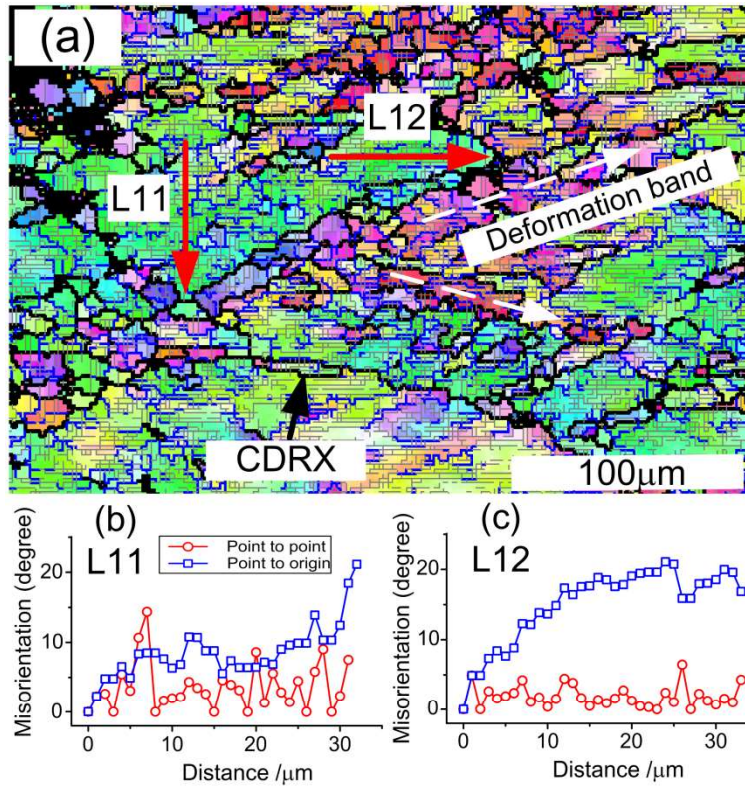 (a)
L12
L11
Deformation band
CDRX
100μm
(b)
L11
Point to point
Point to origin
Misorientation (degree)
20
10
0
0 10 20 30
Distance /μm
(c)
L12
Misorientation (degree)
20
10
0
0 10 20 30
Distance /μm